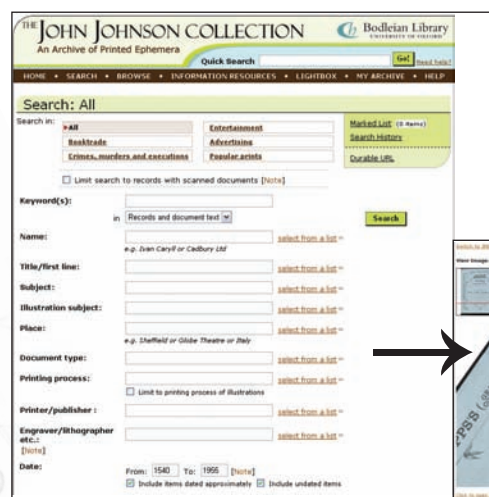 THE JOHN JOHNSON COLLECTION
An Archive of Printed Ephemera
Bodleian Library
UNIVERSITY OF OXFORD
Quick Search
Go!
Need help?
HOME • SEARCH • BROWSE • INFORMATION RESOURCES • LIGHTBOX • MY ARCHIVE • HELP
Search: All
Search in:
All
Entertainment
Booktrade
Advertising
Crimes, murders and executions
Popular prints
Marked List (0 items)
Search History
Durable URL
Limit search to records with scanned documents [Note]
Keyword(s):
in Records and document text
Search
Name:
select from a list
e.g. Ivan Caryll or Cadbury Ltd
Title/first line:
select from a list
Subject:
select from a list
Illustration subject:
select from a list
Place:
select from a list
e.g. Sheffield or Globe Theatre or Italy
Document type:
select from a list
Printing process:
select from a list
Limit to printing process of illustrations
Printer/publisher :
select from a list
Engraver/lithographer etc.:
select from a list
[Note]
Date:
From: 1540 To: 1955 [Note]
Include items dated approximately Include undated items
View Image